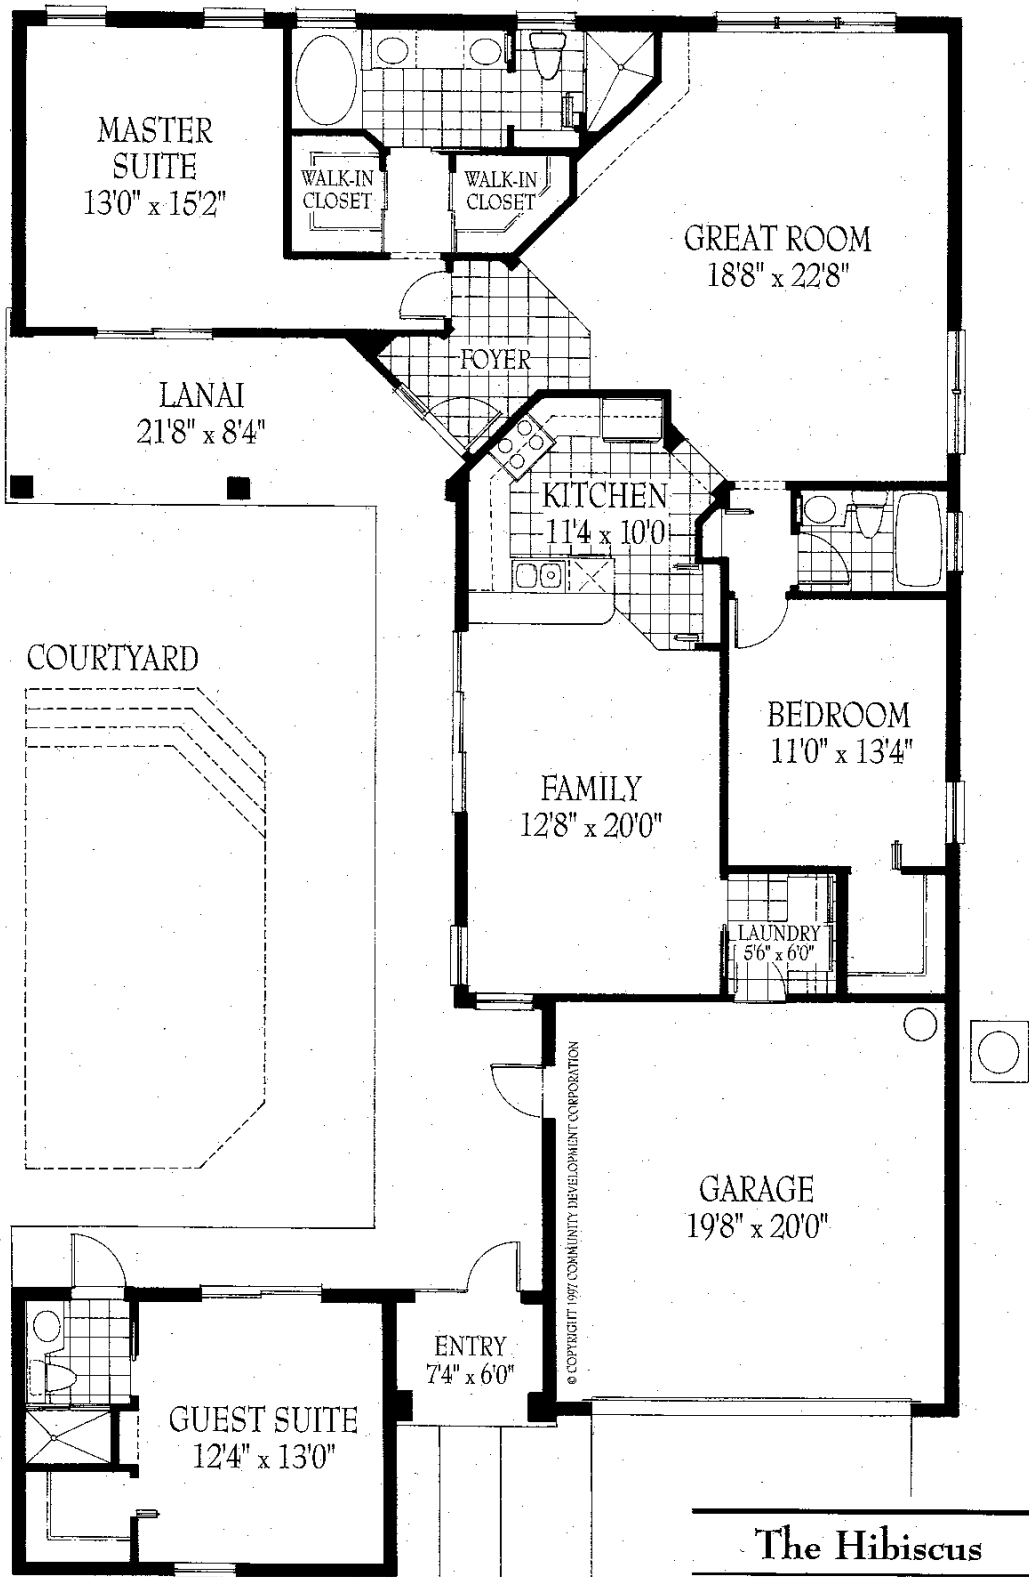 MASTER
SUITE
13'0" x 15'2"
WALK-IN
CLOSET
WALK-IN
CLOSET
GREAT ROOM
18'8" x 22'8"
FOYER
LANAI
21'8" x 8'4"
KITCHEN
11'4 x 10'0
COURTYARD
BEDROOM
11'0" x 13'4"
FAMILY
12'8" x 20'0"
LAUNDRY
5'6" x 6'0"
© COPYRIGHT 1997 COMMUNITY DEVELOPMENT CORPORATION
GARAGE
19'8" x 20'0"
ENTRY
7'4" x 6'0"
GUEST SUITE
12'4" x 13'0"
The Hibiscus